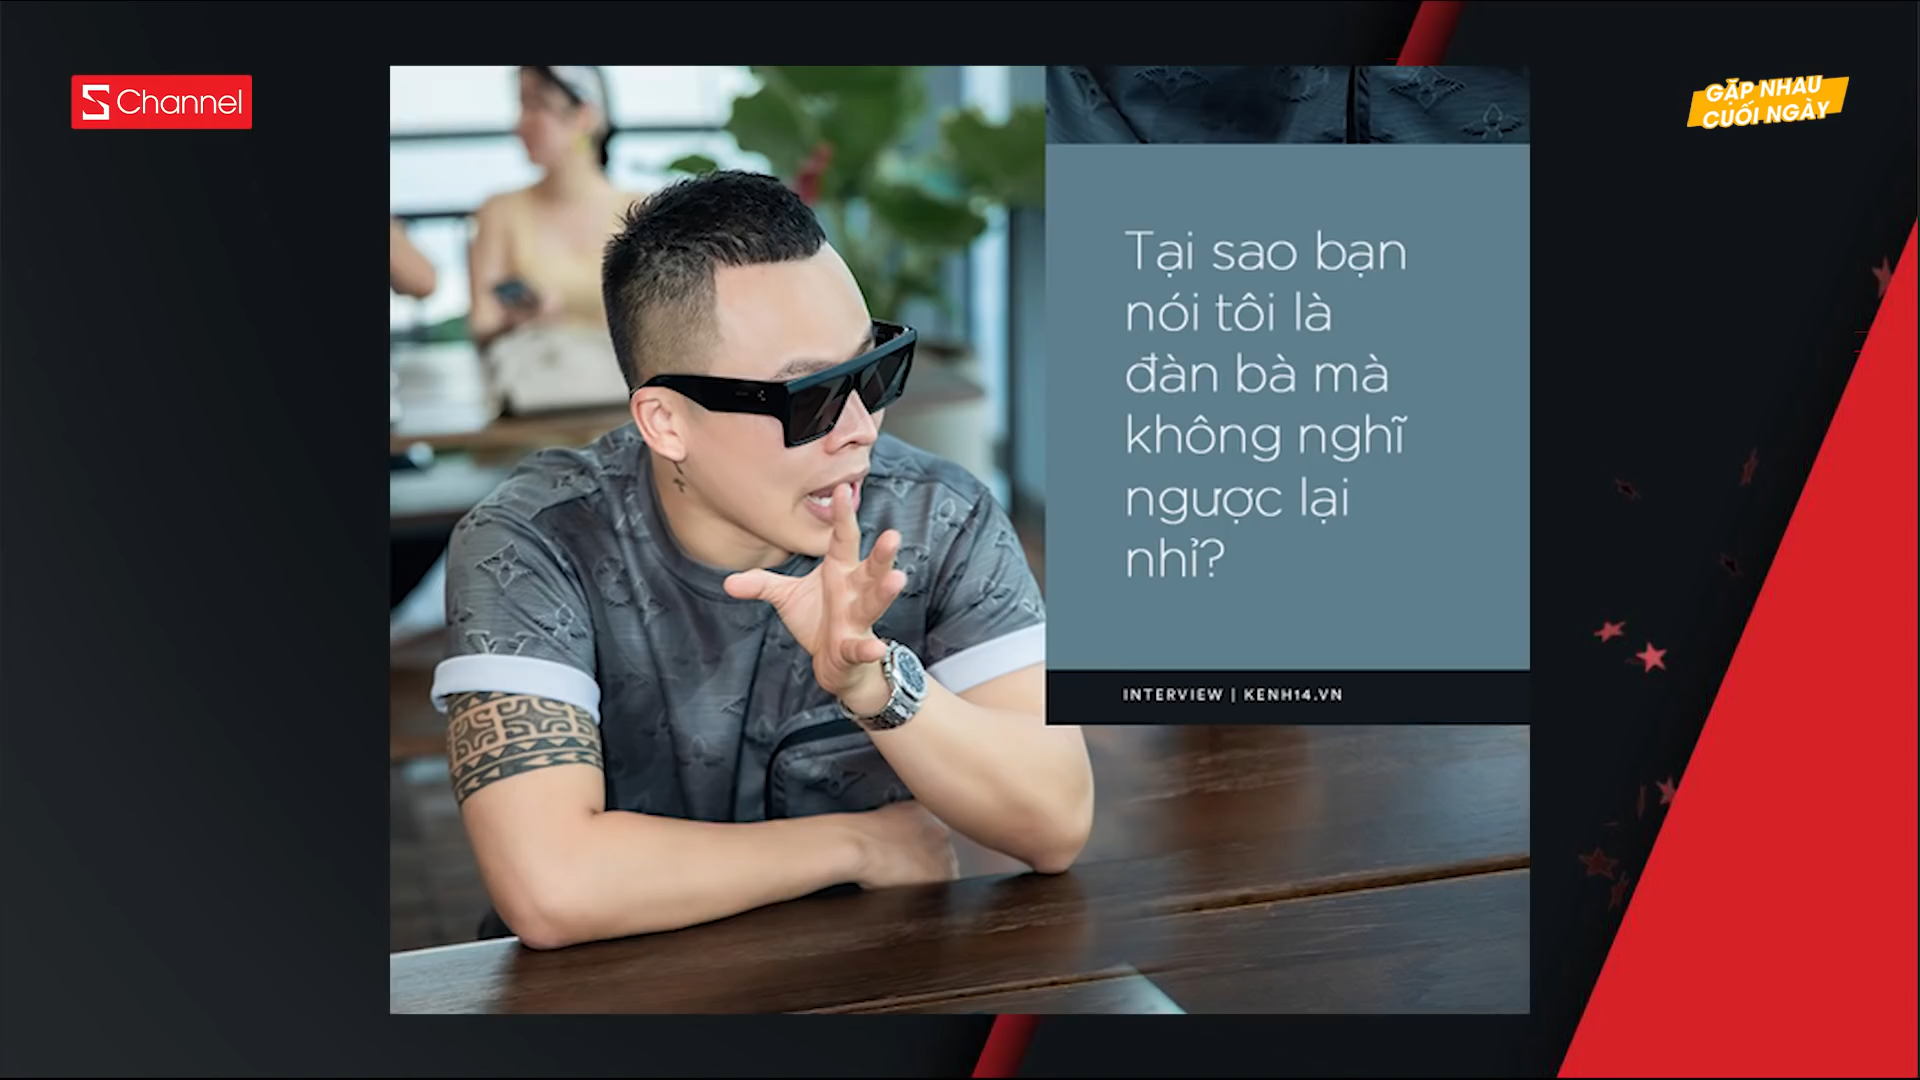 S Channel
GẶP NHAU
CUỐI NGÀY
Tại sao bạn
nói tôi là
đàn bà mà
không nghĩ
ngược lại
nhỉ?
INTERVIEW | KENH14.VN